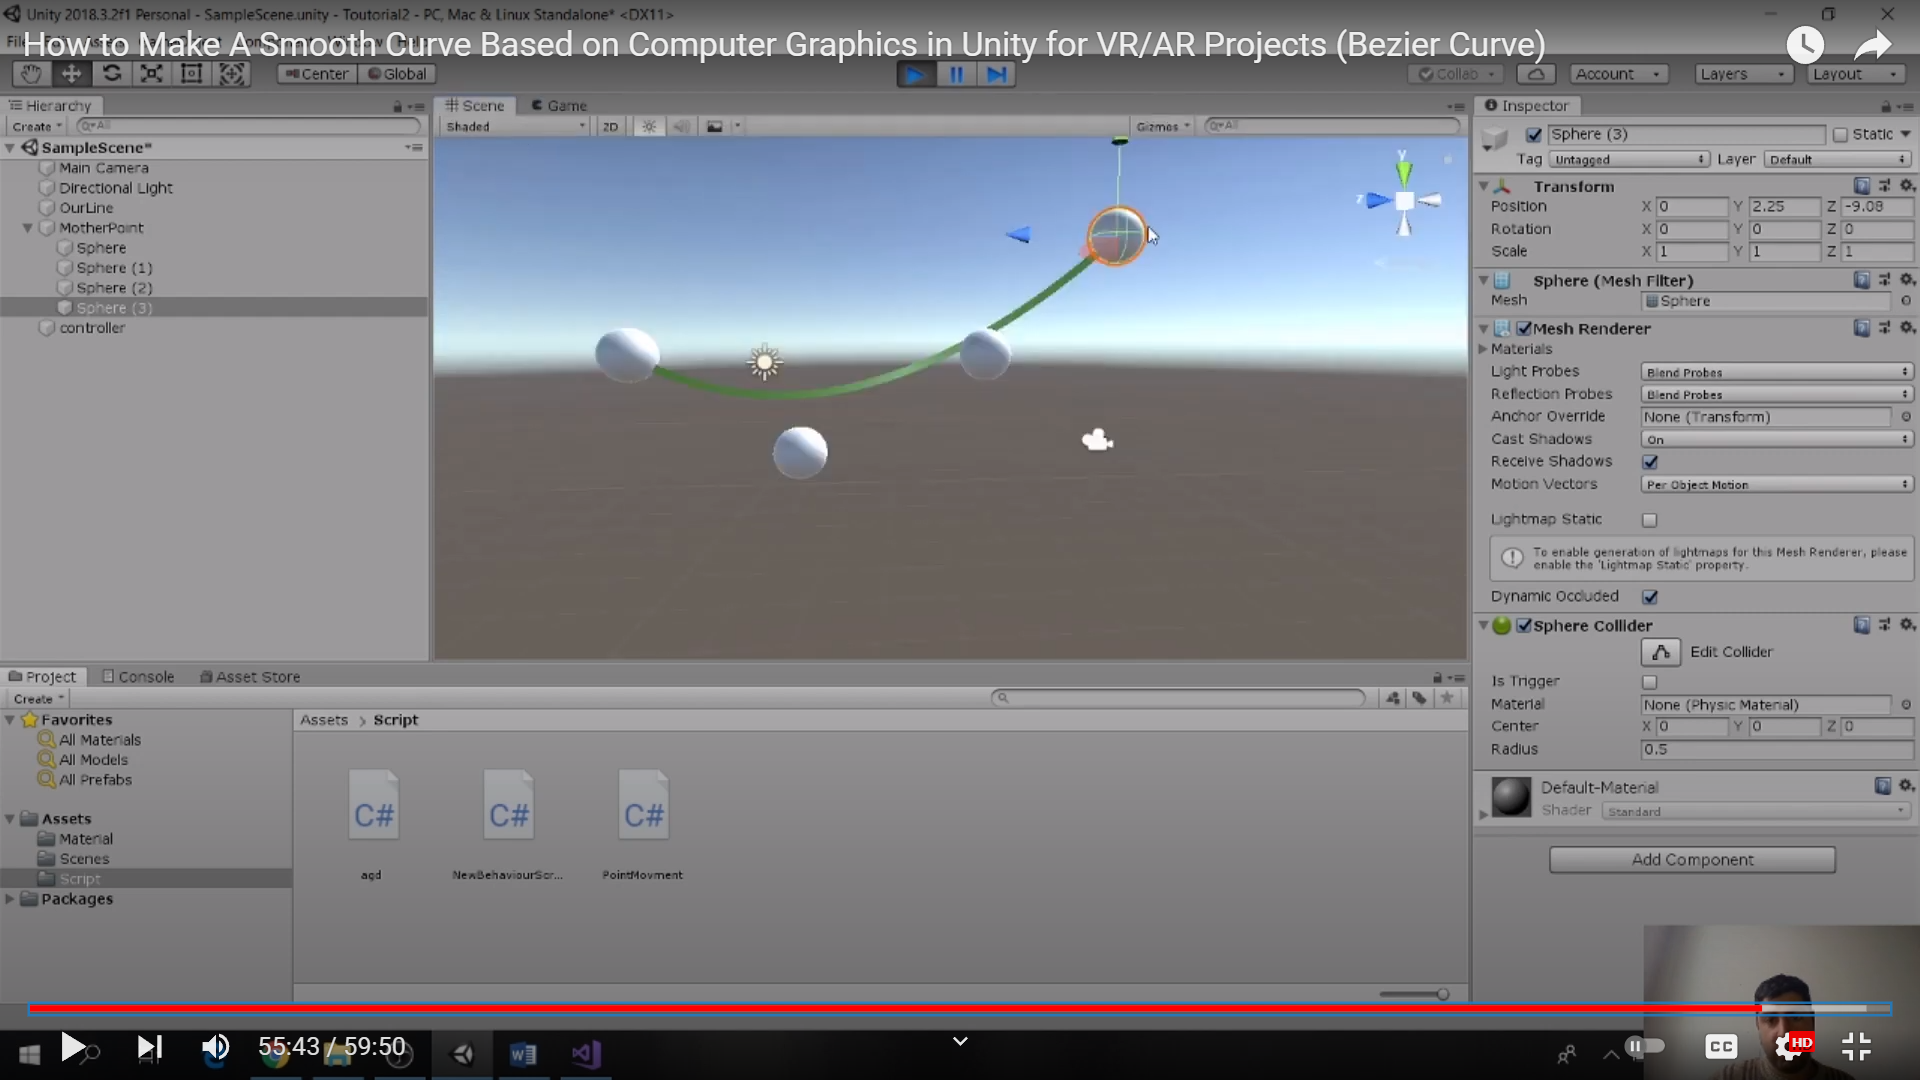 Unity 2018.3.2f1 Personal - SampleScene.unity - Toutorial2 - PC, Mac & Linux Standalone* <DX11>
How to Make A Smooth Curve Based on Computer Graphics in Unity for VR/AR Projects (Bezier Curve)
Center Global Collab Account Layers Layout
Hierarchy
Create All
SampleScene*
Main Camera
Directional Light
OurLine
MotherPoint
Sphere
Sphere (1)
Sphere (2)
Sphere (3)
controller
Scene Game
Shaded 2D Gizmos All
Y
Z
Inspector
Sphere (3) Static
Tag Untagged Layer Default
Transform
Position X 0 Y 2.25 Z -9.08
Rotation X 0 Y 0 Z 0
Scale X 1 Y 1 Z 1
Sphere (Mesh Filter)
Mesh Sphere
Mesh Renderer
Materials
Light Probes Blend Probes
Reflection Probes Blend Probes
Anchor Override None (Transform)
Cast Shadows On
Receive Shadows
Motion Vectors Per Object Motion
Lightmap Static
To enable generation of lightmaps for this Mesh Renderer, please
enable the 'Lightmap Static' property.
Dynamic Occluded
Sphere Collider
Edit Collider
Is Trigger
Material None (Physic Material)
Center X 0 Y 0 Z 0
Radius 0.5
Default-Material
Shader Standard
Add Component
Project Console Asset Store
Create
Favorites
All Materials
All Models
All Prefabs
Assets
Material
Scenes
Script
Packages
Assets > Script
C# C# C#
agd NewBehaviourScr... PointMovment
55:43 / 59:50
CC HD